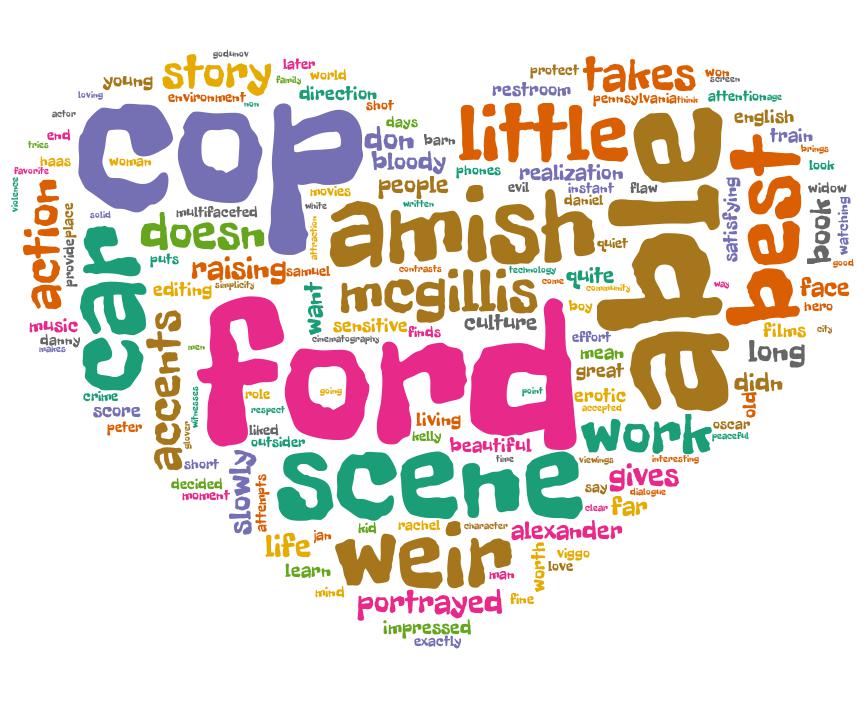 godunov
story
later
young
family
world
loving
environment
non
direction
shot
protect
takes
won
screen
restroom
pennsylvania
think
attention
age
actor
cop
days
little
able
english
end
tries
don
barn
train
brings
haas
woman
bloody
phones
realization
best
look
favorite
people
evil
instant
flaw
violence
action
movies
written
daniel
satisfying
widow
solid
multifaceted
white
amish
book
watching
place
provide
car
doesn
attraction
quiet
puts
raising
samuel
contrasts
technology
come
quite
community
good
simplicity
editing
want
mcgillis
way
face
boy
hero
music
accents
sensitive
finds
culture
films
city
danny
makes
men
cinematography
ford
effort
long
mean
crime
great
didn
witnesses
role
going
point
erotic
old
score
respect
accepted
peter
glover
liked
living
work
oscar
outsider
kelly
beautiful
peaceful
short
slowly
time
scene
viewings
interesting
decided
moment
attempts
say
gives
dialogue
clear
far
kid
rachel
character
alexander
life
jan
weir
worth
viggo
learn
man
love
mind
portrayed
fine
impressed
exactly